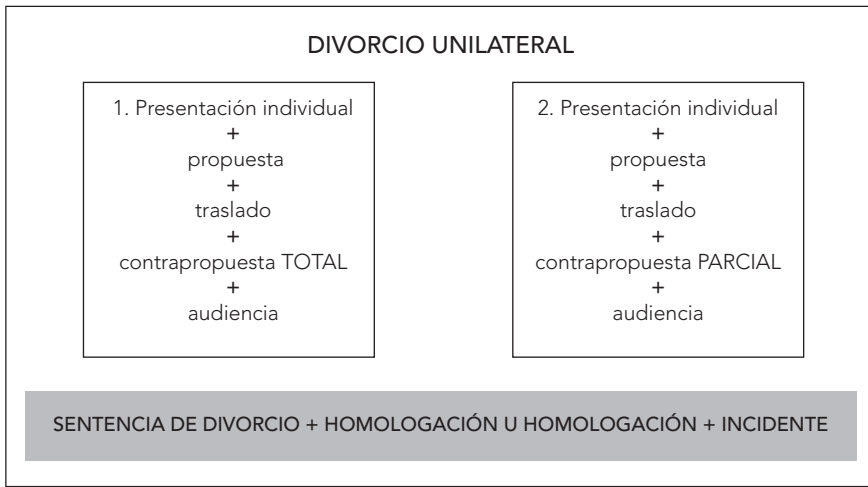 DIVORCIO UNILATERAL
1. Presentación individual
+
propuesta
+
traslado
+
contrapropuesta TOTAL
+
audiencia
2. Presentación individual
+
propuesta
+
traslado
+
contrapropuesta PARCIAL
+
audiencia
SENTENCIA DE DIVORCIO + HOMOLOGACIÓN U HOMOLOGACIÓN + INCIDENTE